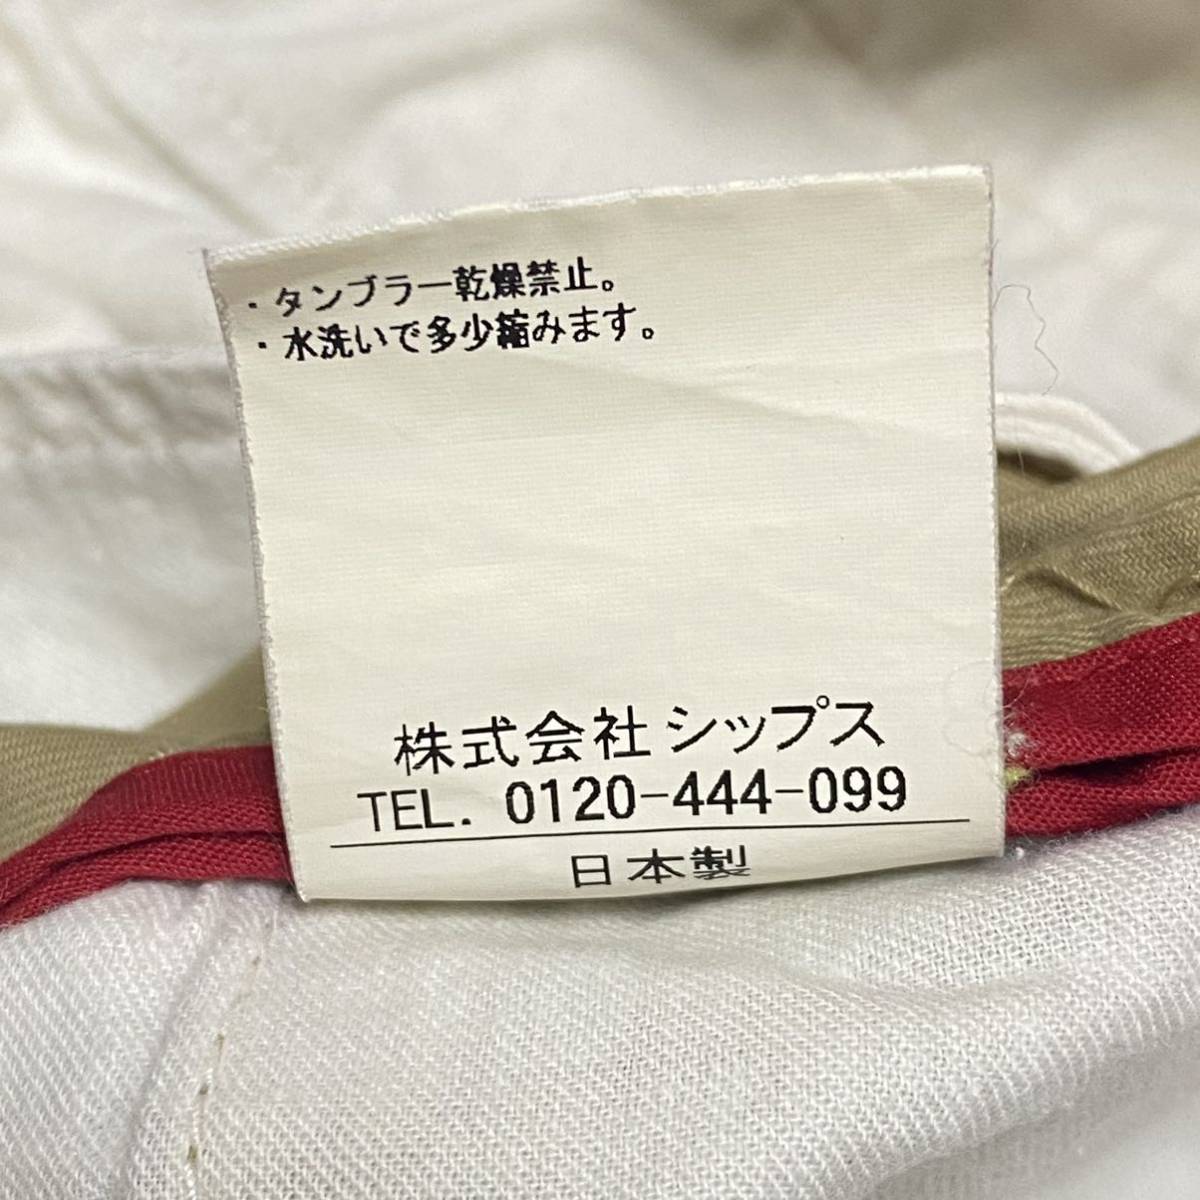 ・タンブラー乾燥禁止。
・水洗いで多少縮みます。
株式会社 シップス
TEL. 0120-444-099
日本製